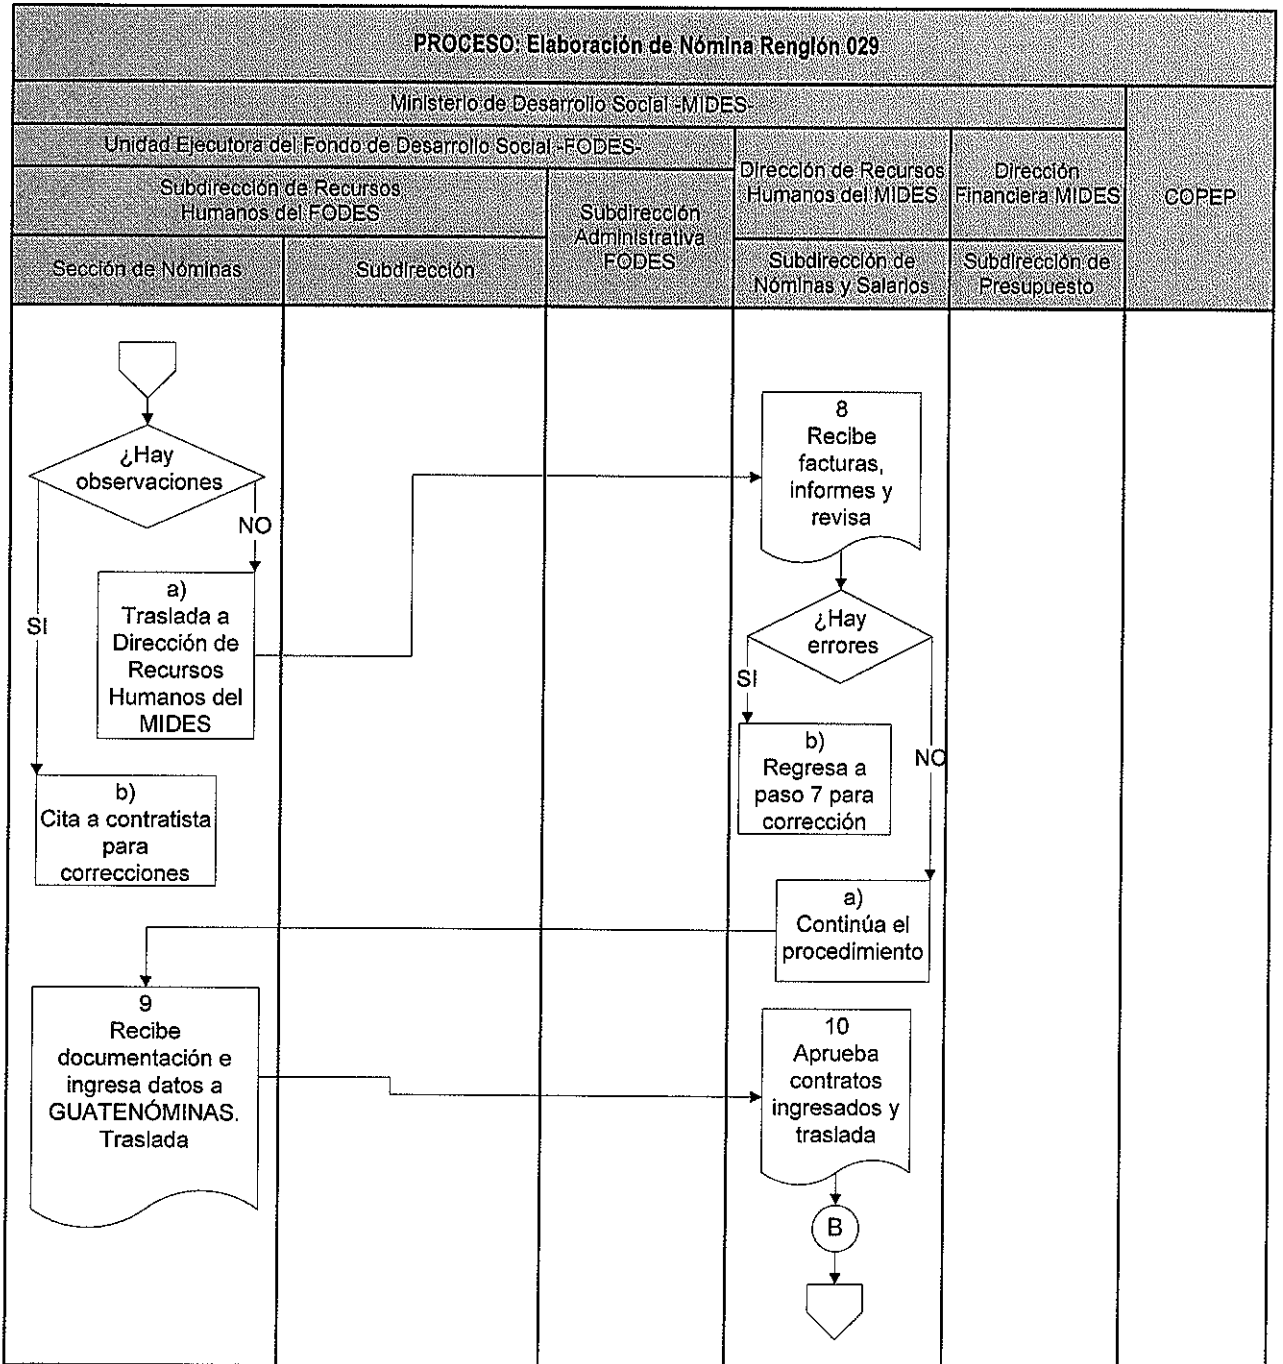 PROCESO: Elaboración de Nómina Renglón 029
Ministerio de Desarrollo Social -MIDES-
Unidad Ejecutora del Fondo de Desarrollo Social -FODES-
Subdirección de Recursos
Humanos del FODES
Subdirección
Administrativa
FODES
Dirección de Recursos
Humanos del MIDES
Dirección
Financiera MIDES
COPEP
Sección de Nóminas
Subdirección
Subdirección de
Nóminas y Salarios
Subdirección de
Presupuesto
¿Hay
observaciones
NO
SI
a)
Traslada a
Dirección de
Recursos
Humanos del
MIDES
b)
Cita a contratista
para
correcciones
8
Recibe
facturas,
informes y
revisa
¿Hay
errores
SI
NO
b)
Regresa a
paso 7 para
corrección
a)
Continúa el
procedimiento
9
Recibe
documentación e
ingresa datos a
GUATENÓMINAS.
Traslada
10
Aprueba
contratos
ingresados y
traslada
B